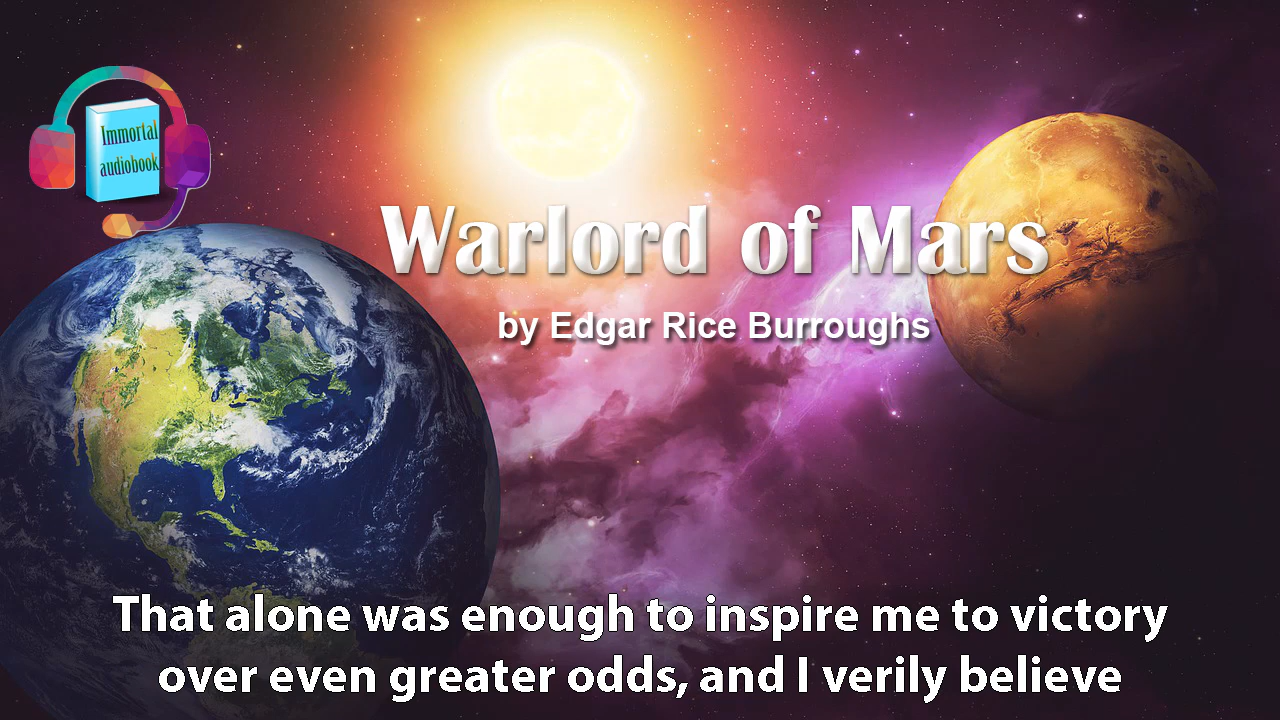 Immortal
audiobook
Warlord of Mars
by Edgar Rice Burroughs
That alone was enough to inspire me to victory
over even greater odds, and I verily believe